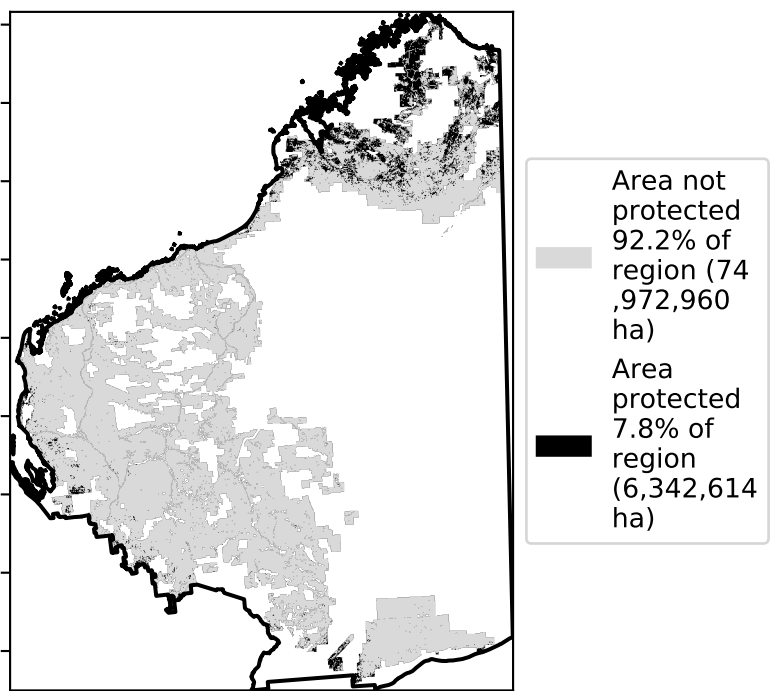 Area not
protected
92.2% of
region (74
,972,960
ha)
Area
protected
7.8% of
region
(6,342,614
ha)